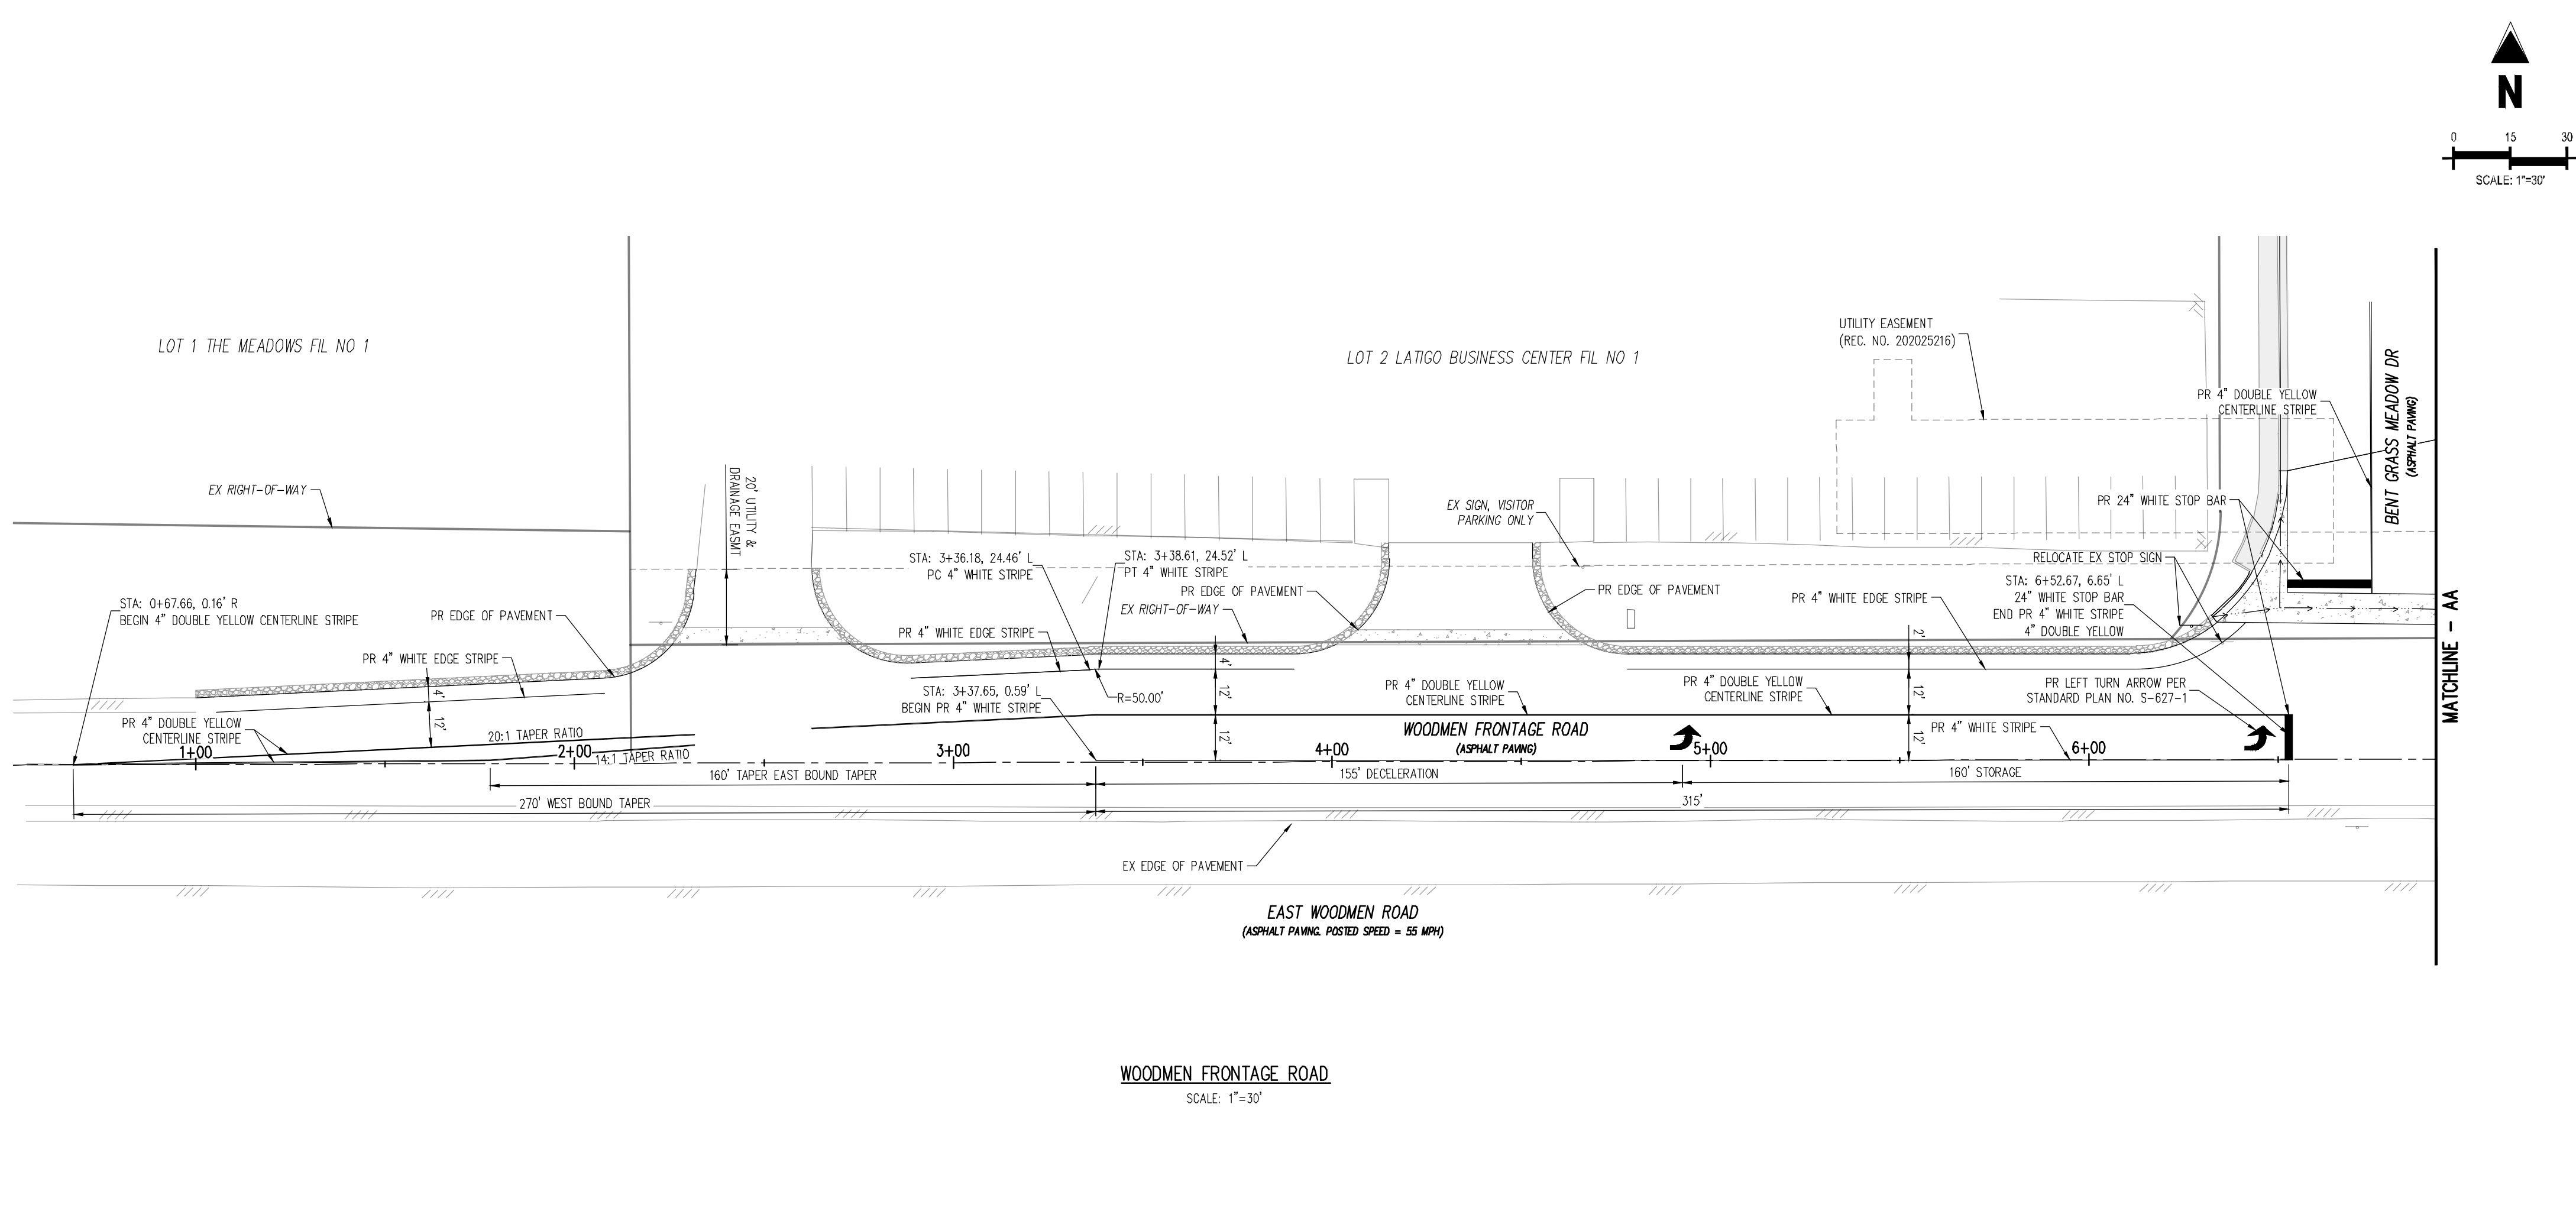 N
0 15 30
SCALE: 1"=30'
LOT 1 THE MEADOWS FIL NO 1
LOT 2 LATIGO BUSINESS CENTER FIL NO 1
UTILITY EASEMENT
(REC. NO. 202025216)
PR 4" DOUBLE YELLOW
CENTERLINE STRIPE
BENT GRASS MEADOW DR
(ASPHALT PAVING)
EX RIGHT-OF-WAY
20' UTILITY &
DRAINAGE EASMT
EX SIGN, VISITOR
PARKING ONLY
PR 24" WHITE STOP BAR
RELOCATE EX STOP SIGN
STA: 3+36.18, 24.46' L
PC 4" WHITE STRIPE
STA: 3+38.61, 24.52' L
PT 4" WHITE STRIPE
PR EDGE OF PAVEMENT
EX RIGHT-OF-WAY
PR EDGE OF PAVEMENT
PR 4" WHITE EDGE STRIPE
STA: 6+52.67, 6.65' L
24" WHITE STOP BAR
END PR 4" WHITE STRIPE
4" DOUBLE YELLOW
STA: 0+67.66, 0.16' R
BEGIN 4" DOUBLE YELLOW CENTERLINE STRIPE
PR EDGE OF PAVEMENT
PR 4" WHITE EDGE STRIPE
PR 4" WHITE EDGE STRIPE
MATCHLINE - AA
4'
12'
4'
12'
12'
2'
12'
12'
STA: 3+37.65, 0.59' L
BEGIN PR 4" WHITE STRIPE
R=50.00'
PR 4" DOUBLE YELLOW
CENTERLINE STRIPE
PR 4" DOUBLE YELLOW
CENTERLINE STRIPE
PR LEFT TURN ARROW PER
STANDARD PLAN NO. S-627-1
PR 4" DOUBLE YELLOW
CENTERLINE STRIPE
20:1 TAPER RATIO
14:1 TAPER RATIO
WOODMEN FRONTAGE ROAD
(ASPHALT PAVING)
PR 4" WHITE STRIPE
1+00 2+00 3+00 4+00 5+00 6+00
160' TAPER EAST BOUND TAPER
155' DECELERATION
160' STORAGE
270' WEST BOUND TAPER
315'
EX EDGE OF PAVEMENT
EAST WOODMEN ROAD
(ASPHALT PAVING. POSTED SPEED = 55 MPH)
WOODMEN FRONTAGE ROAD
SCALE: 1"=30'